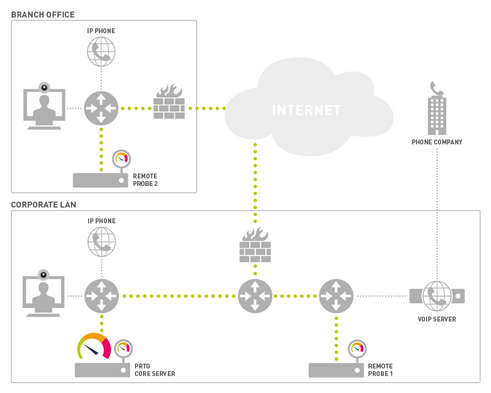 BRANCH OFFICE
IP PHONE
INTERNET
PHONE COMPANY
REMOTE
PROBE 2
CORPORATE LAN
IP PHONE
VOIP SERVER
PRTG
CORE SERVER
REMOTE
PROBE 1